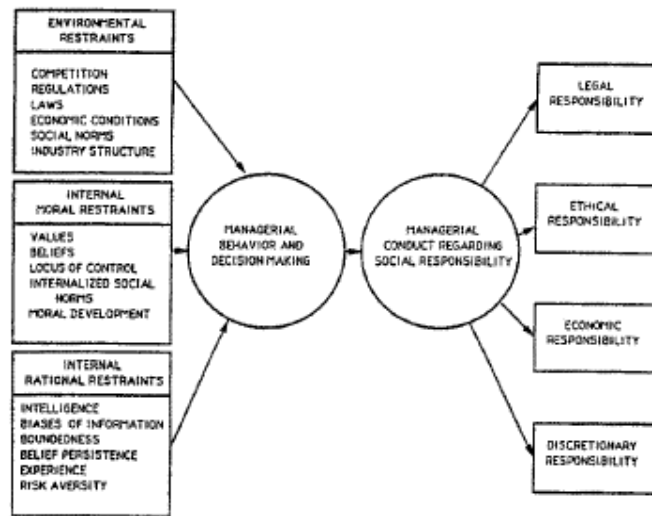 ENVIRONMENTAL
RESTRAINTS
COMPETITION
REGULATIONS
LAWS
ECONOMIC CONDITIONS
SOCIAL NORMS
INDUSTRY STRUCTURE
INTERNAL
MORAL RESTRAINTS
VALUES
BELIEFS
LOCUS OF CONTROL
INTERNALIZED SOCIAL
NORMS
MORAL DEVELOPMENT
INTERNAL
RATIONAL RESTRAINTS
INTELLIGENCE
BIASES OF INFORMATION
BOUNDEDNESS
BELIEF PERSISTENCE
EXPERIENCE
RISK AVERSITY
MANAGERIAL
BEHAVIOR AND
DECISION MAKING
MANAGERIAL
CONDUCT REGARDING
SOCIAL RESPONSIBILITY
LEGAL
RESPONSIBILITY
ETHICAL
RESPONSIBILITY
ECONOMIC
RESPONSIBILITY
DISCRETIONARY
RESPONSIBILITY